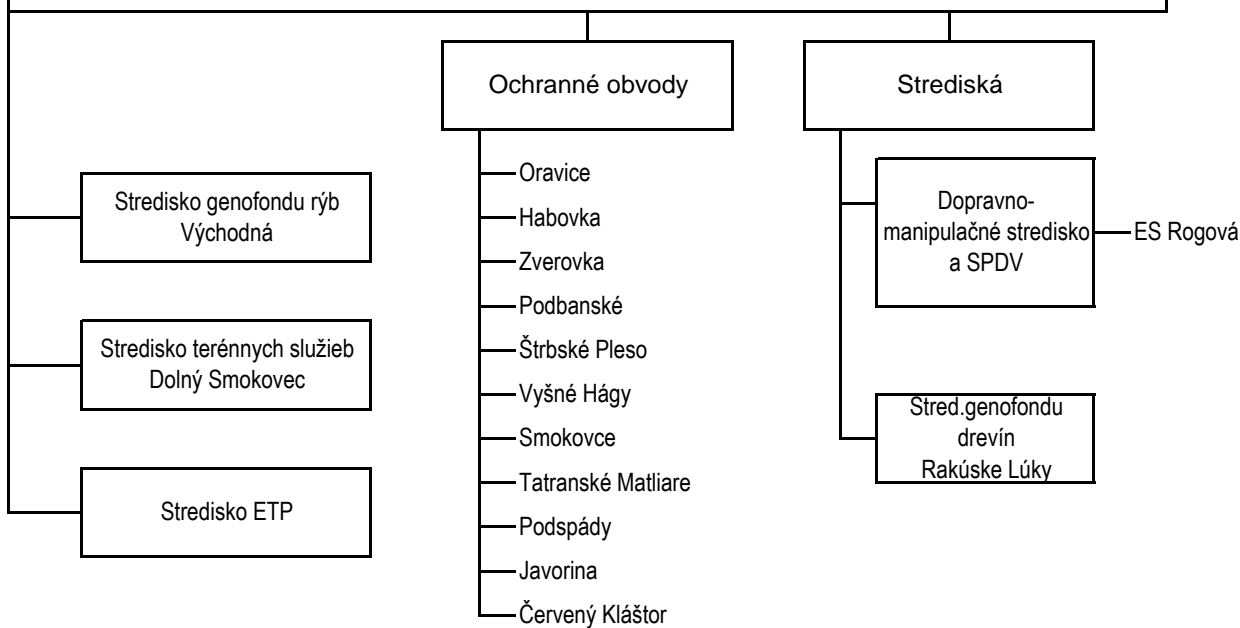 Stredisko genofondu rýb
Východná
Stredisko terénnych služieb
Dolný Smokovec
Stredisko ETP
Ochranné obvody
Oravice
Habovka
Zverovka
Podbanské
Štrbské Pleso
Vyšné Hágy
Smokovce
Tatranské Matliare
Podspády
Javorina
Červený Kláštor
Strediská
Dopravno-
manipulačné stredisko
a SPDV
ES Rogová
Stred.genofondu
drevín
Rakúske Lúky